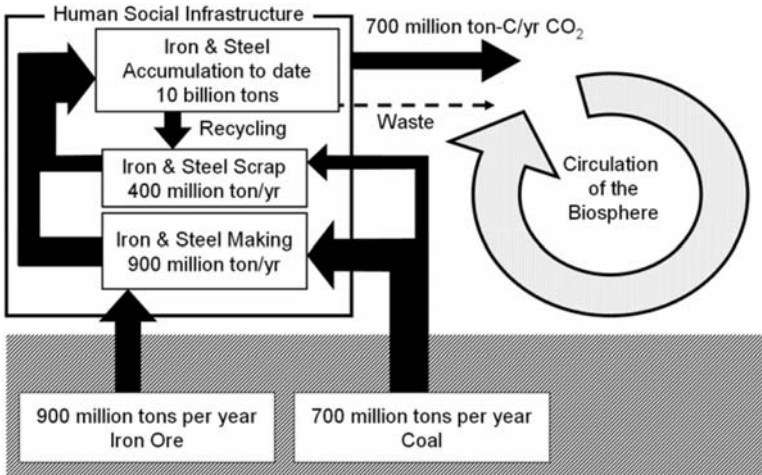 Human Social Infrastructure
700 million ton-C/yr CO₂
Iron & Steel
Accumulation to date
10 billion tons
Recycling
Waste
Iron & Steel Scrap
400 million ton/yr
Circulation
of the
Biosphere
Iron & Steel Making
900 million ton/yr
900 million tons per year
Iron Ore
700 million tons per year
Coal